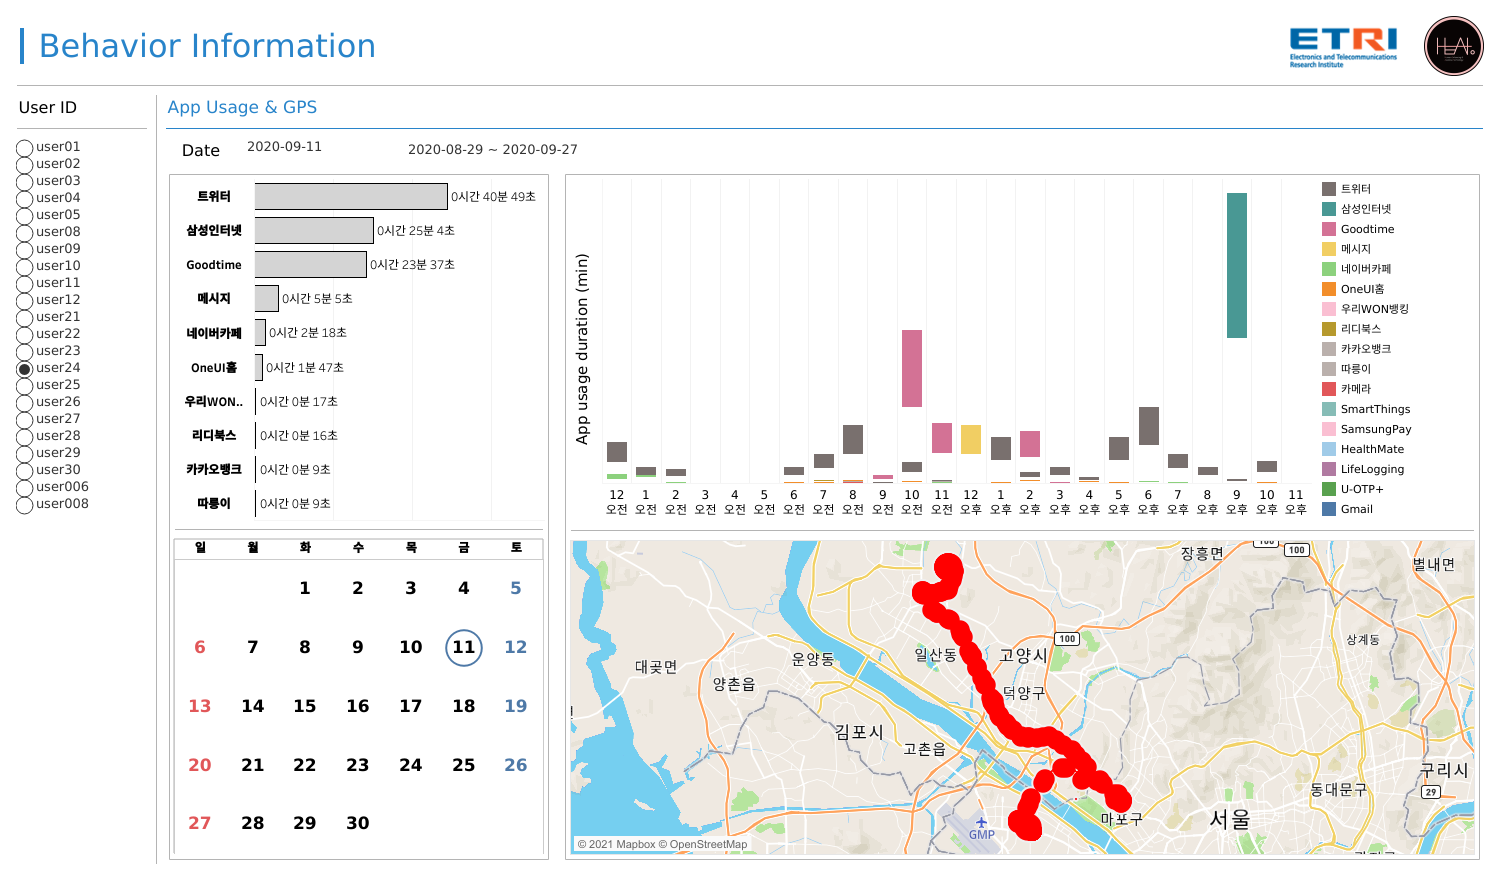 Behavior Information
ETRI
Electronics and Telecommunications
Research Institute
HLAI
User ID
App Usage & GPS
user01
user02
user03
user04
user05
user08
user09
user10
user11
user12
user21
user22
user23
user24
user25
user26
user27
user28
user29
user30
user006
user008
Date
2020-09-11
2020-08-29 ~ 2020-09-27
트위터 0시간 40분 49초
삼성인터넷 0시간 25분 4초
Goodtime 0시간 23분 37초
메시지 0시간 5분 5초
네이버카페 0시간 2분 18초
OneUI홈 0시간 1분 47초
우리WON.. 0시간 0분 17초
리디북스 0시간 0분 16초
카카오뱅크 0시간 0분 9초
따릉이 0시간 0분 9초
일 월 화 수 목 금 토
1 2 3 4 5
6 7 8 9 10 11 12
13 14 15 16 17 18 19
20 21 22 23 24 25 26
27 28 29 30
App usage duration (min)
12 1 2 3 4 5 6 7 8 9 10 11 12 1 2 3 4 5 6 7 8 9 10 11
오전 오전 오전 오전 오전 오전 오전 오전 오전 오전 오전 오전 오후 오후 오후 오후 오후 오후 오후 오후 오후 오후 오후 오후
트위터
삼성인터넷
Goodtime
메시지
네이버카페
OneUI홈
우리WON뱅킹
리디북스
카카오뱅크
따릉이
카메라
SmartThings
SamsungPay
HealthMate
LifeLogging
U-OTP+
Gmail
장흥면
100
100
별내면
상계동
100
대곶면
운양동
일산동
고양시
양촌읍
덕양구
김포시
고촌읍
구리시
29
동대문구
마포구
서울
GMP
© 2021 Mapbox © OpenStreetMap